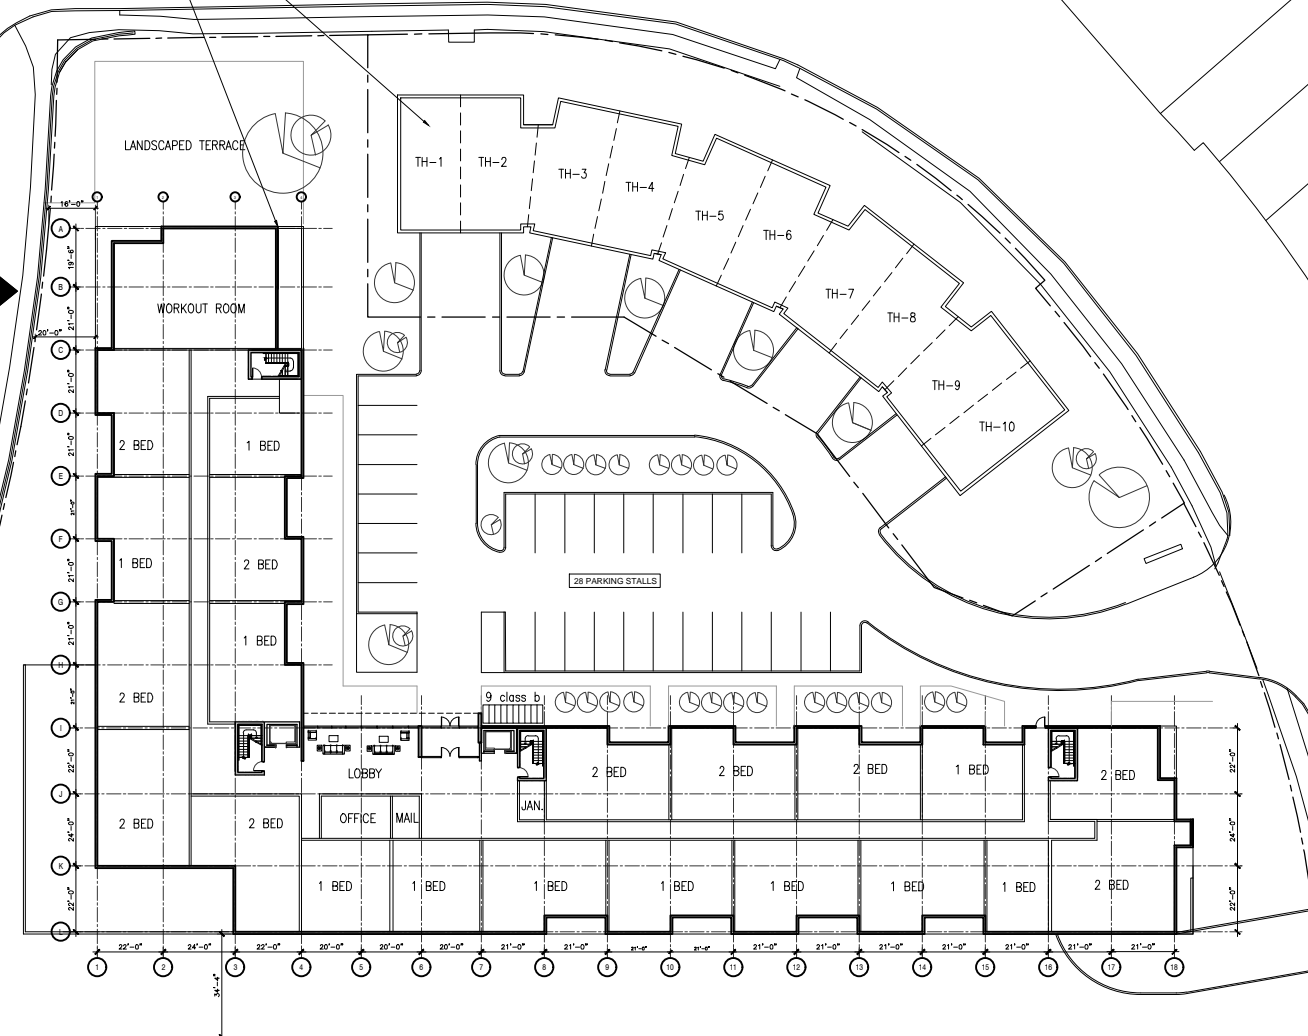 LANDSCAPED TERRACE
TH-1
TH-2
TH-3
TH-4
TH-5
TH-6
TH-7
TH-8
TH-9
TH-10
16'-0"
A
19'-6"
B
21'-0"
20'-0"
WORKOUT ROOM
C
21'-0"
D
21'-0"
2 BED
1 BED
E
21'-0"
F
21'-0"
1 BED
2 BED
28 PARKING STALLS
G
21'-0"
1 BED
H
21'-0"
2 BED
9 class b
I
22'-0"
LOBBY
2 BED
2 BED
2 BED
1 BED
2 BED
22'-0"
J
24'-0"
2 BED
2 BED
OFFICE
MAIL
JAN.
24'-0"
K
22'-0"
1 BED
1 BED
1 BED
1 BED
1 BED
1 BED
1 BED
2 BED
22'-0"
L
22'-0" 24'-0" 22'-0" 20'-0" 20'-0" 20'-0" 21'-0" 21'-0" 21'-0" 21'-0" 21'-0" 21'-0" 21'-0" 21'-0" 21'-0" 21'-0" 21'-0"
1 2 3 4 5 6 7 8 9 10 11 12 13 14 15 16 17 18
34'-4"